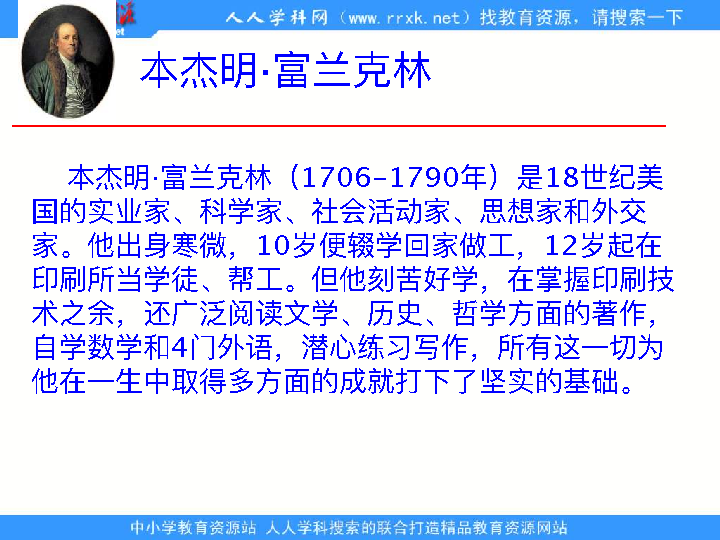 人人学科网（www.rrxk.net）找教育资源，请搜索一下
本杰明·富兰克林
本杰明·富兰克林（1706–1790年）是18世纪美
国的实业家、科学家、社会活动家、思想家和外交
家。他出身寒微，10岁便辍学回家做工，12岁起在
印刷所当学徒、帮工。但他刻苦好学，在掌握印刷技
术之余，还广泛阅读文学、历史、哲学方面的著作，
自学数学和4门外语，潜心练习写作，所有这一切为
他在一生中取得多方面的成就打下了坚实的基础。
中小学教育资源站 人人学科搜索的联合打造精品教育资源网站